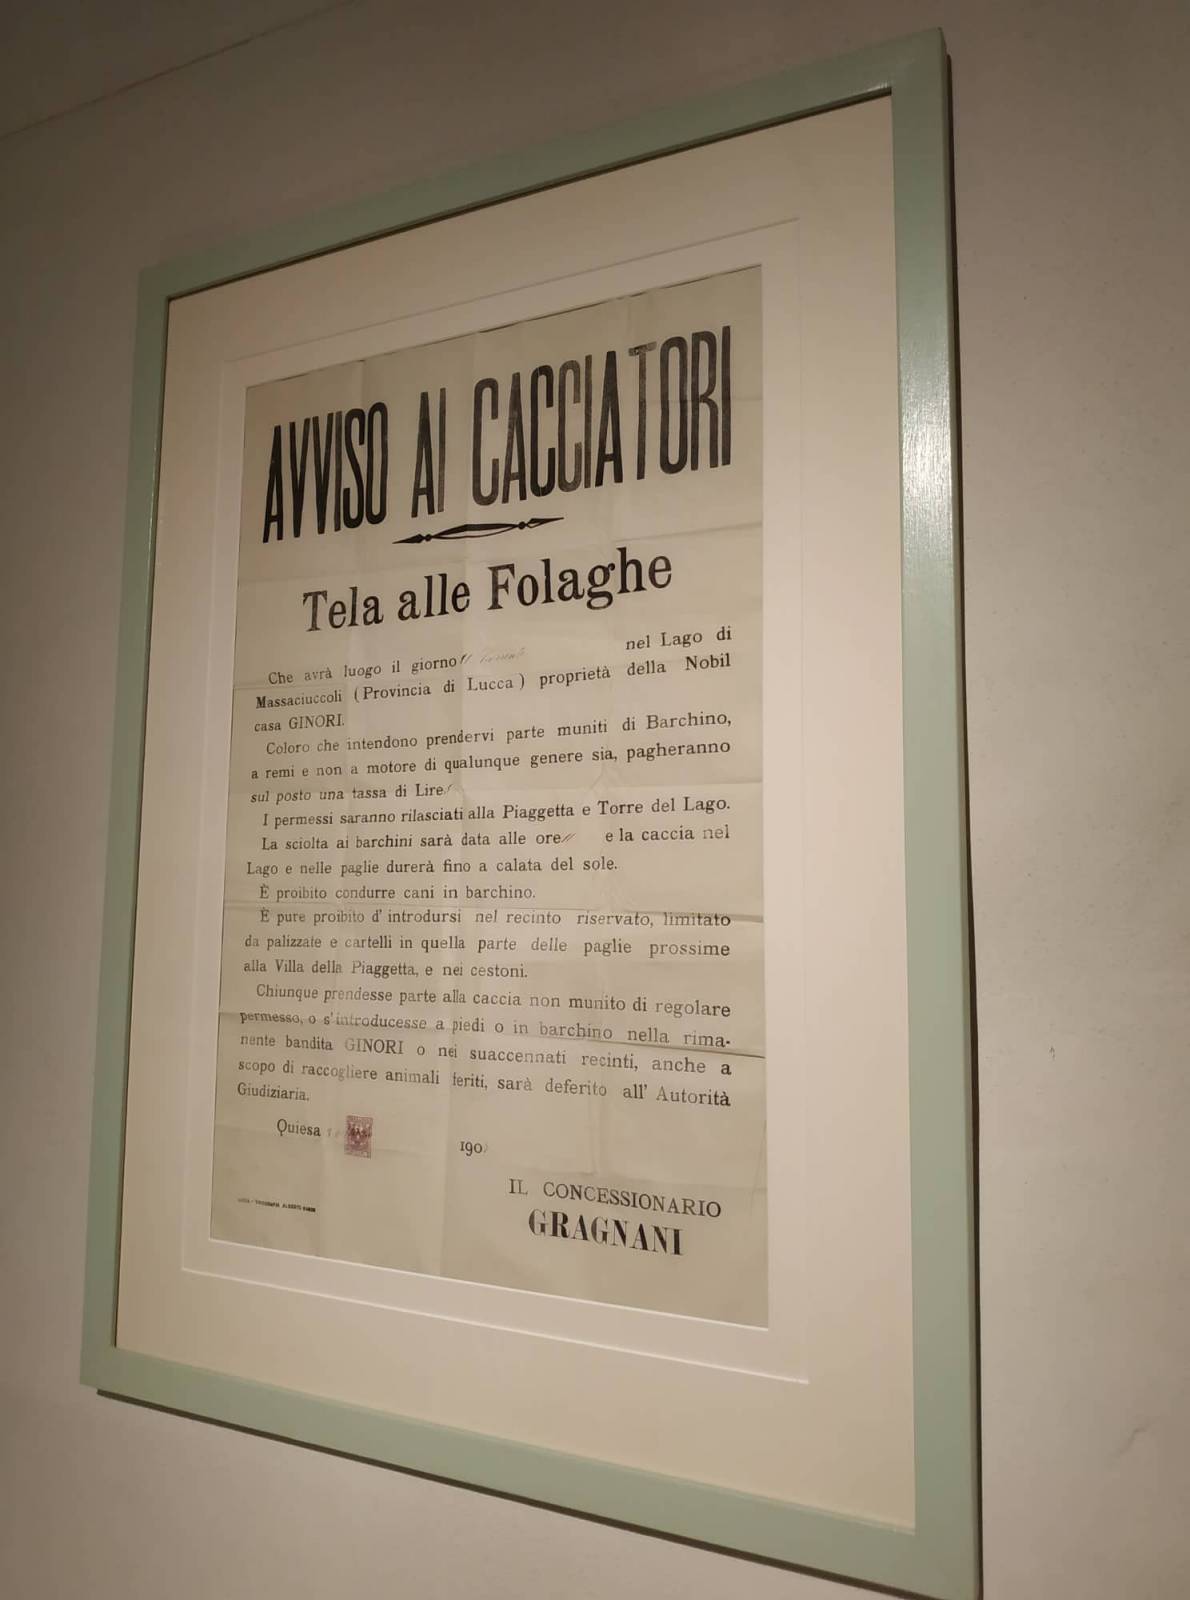 AVVISO AI CACCIATORI
Tela alle Folaghe
Che avrà luogo il giorno nel Lago di
Massaciuccoli (Provincia di Lucca) proprietà della Nobil
casa GINORI.
Coloro che intendono prendervi parte muniti di Barchino,
a remi e non a motore di qualunque genere sia, pagheranno
sul posto una tassa di Lire
I permessi saranno rilasciati alla Piaggetta e Torre del Lago.
La sciolta ai barchini sarà data alle ore e la caccia nel
Lago e nelle paglie durerà fino a calata del sole.
È proibito condurre cani in barchino.
È pure proibito d' introdursi nel recinto riservato, limitato
da palizzate e cartelli in quella parte delle paglie prossime
alla Villa della Piaggetta, e nei cestoni.
Chiunque prendesse parte alla caccia non munito di regolare
permesso, o s' introducesse a piedi o in barchino nella rima-
nente bandita GINORI o nei suaccennati recinti, anche a
scopo di raccogliere animali feriti, sarà deferito all' Autorità
Giudiziaria.
Quiesa 190
IL CONCESSIONARIO
GRAGNANI